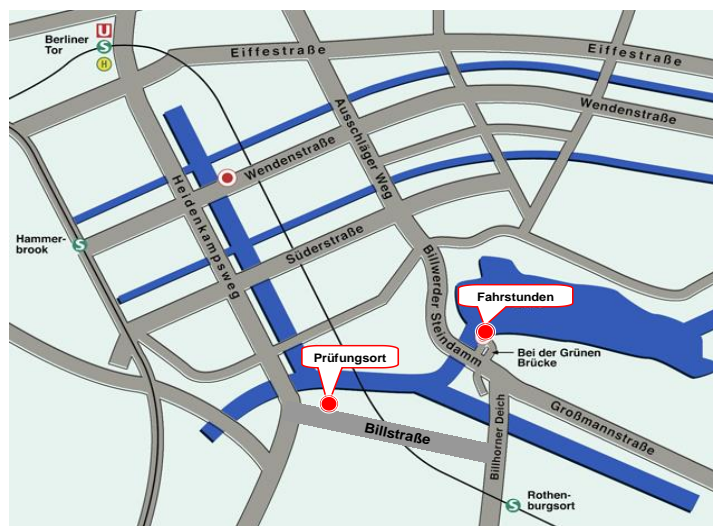 U
Berliner
Tor
S
H
Eiffestraße
Eiffestraße
Ausschläger Weg
Wendenstraße
Wendenstraße
Heidenkampsweg
Hammer-
brook
S
Süderstraße
Billwerder Steindamm
Fahrstunden
Prüfungsort
Bei der Grünen
Brücke
Billstraße
Billhorner Deich
Großmannstraße
S
Rothen-
burgsort